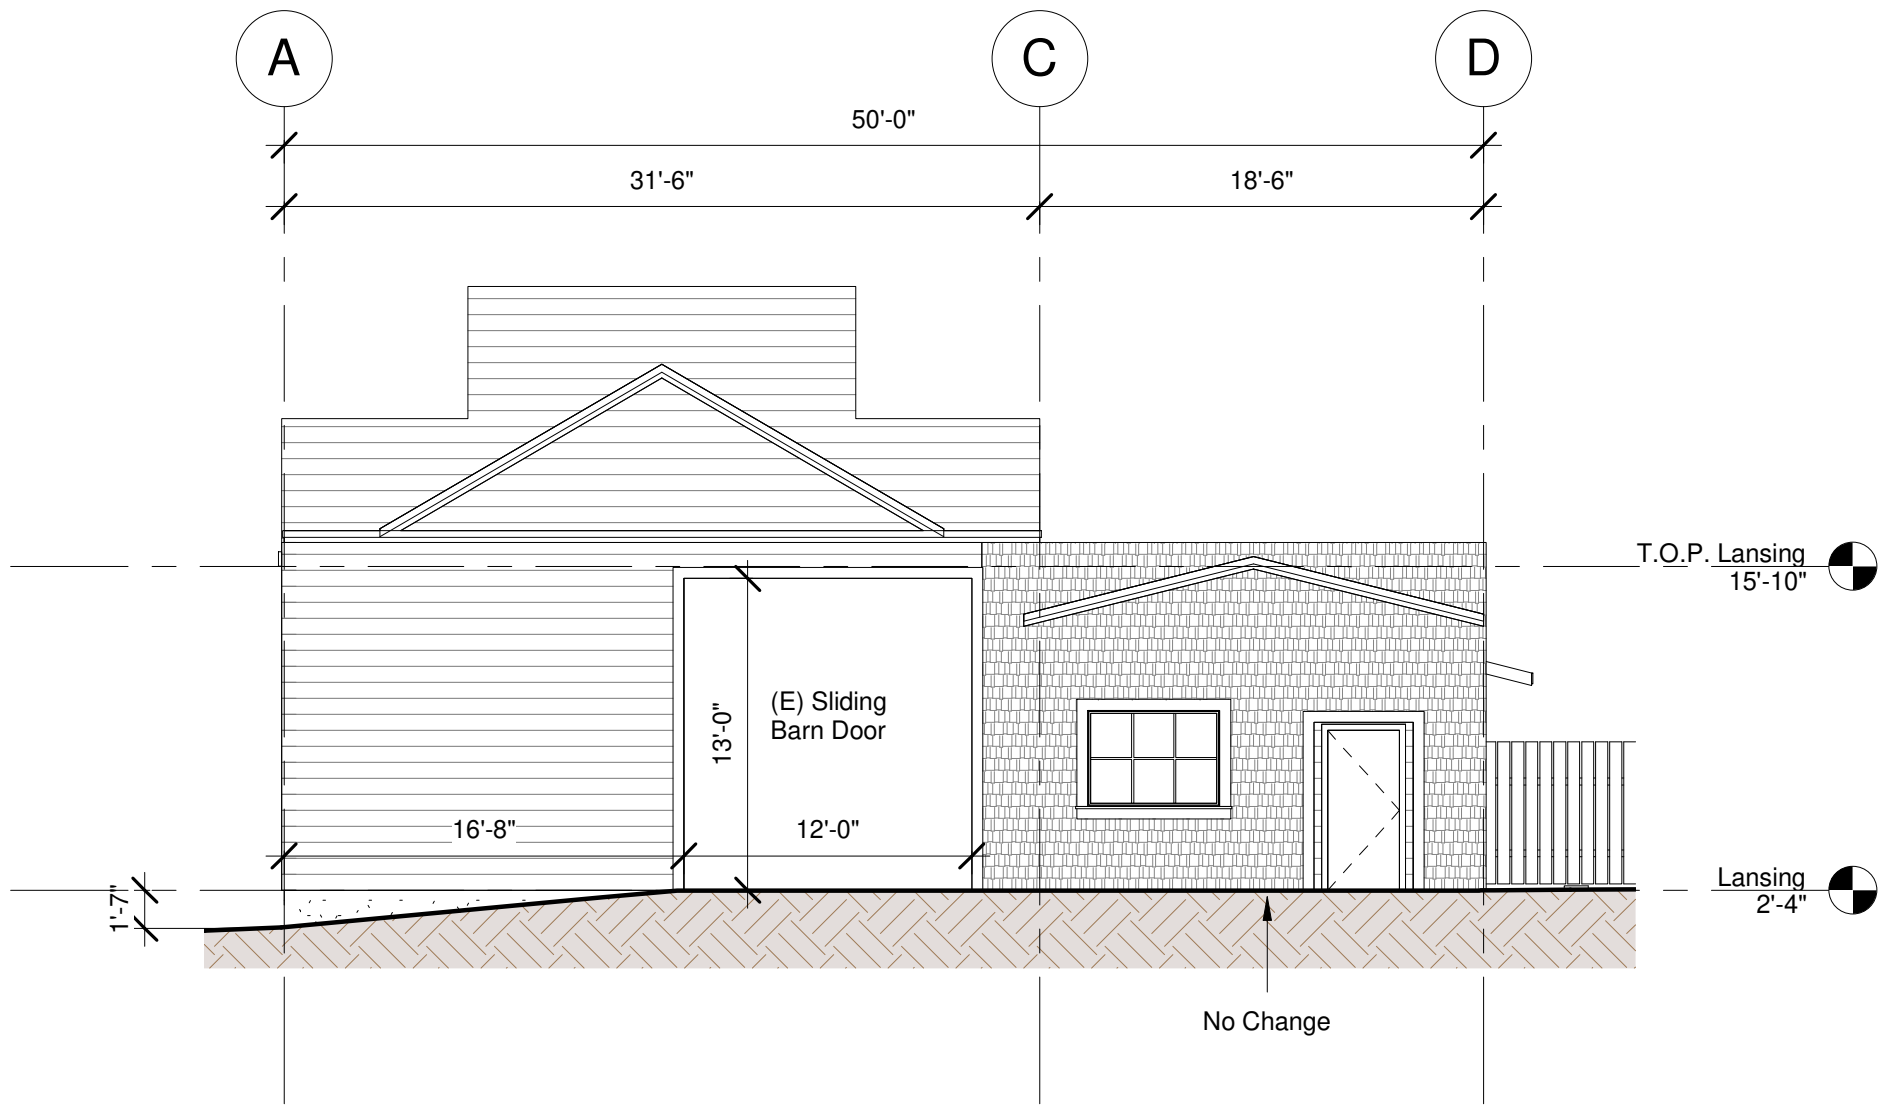 A
C
D
50'-0"
31'-6"
18'-6"
T.O.P. Lansing
15'-10"
(E) Sliding
Barn Door
13'-0"
16'-8"
12'-0"
1'-7"
Lansing
2'-4"
No Change